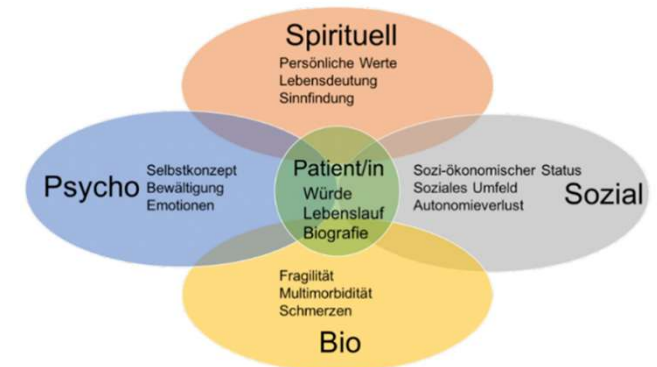 Spirituell
Persönliche Werte
Lebensdeutung
Sinnfindung
Psycho
Selbstkonzept
Bewältigung
Emotionen
Patient/in
Würde
Lebenslauf
Biografie
Sozi-ökonomischer Status
Soziales Umfeld
Autonomieverlust
Sozial
Fragilität
Multimorbidität
Schmerzen
Bio